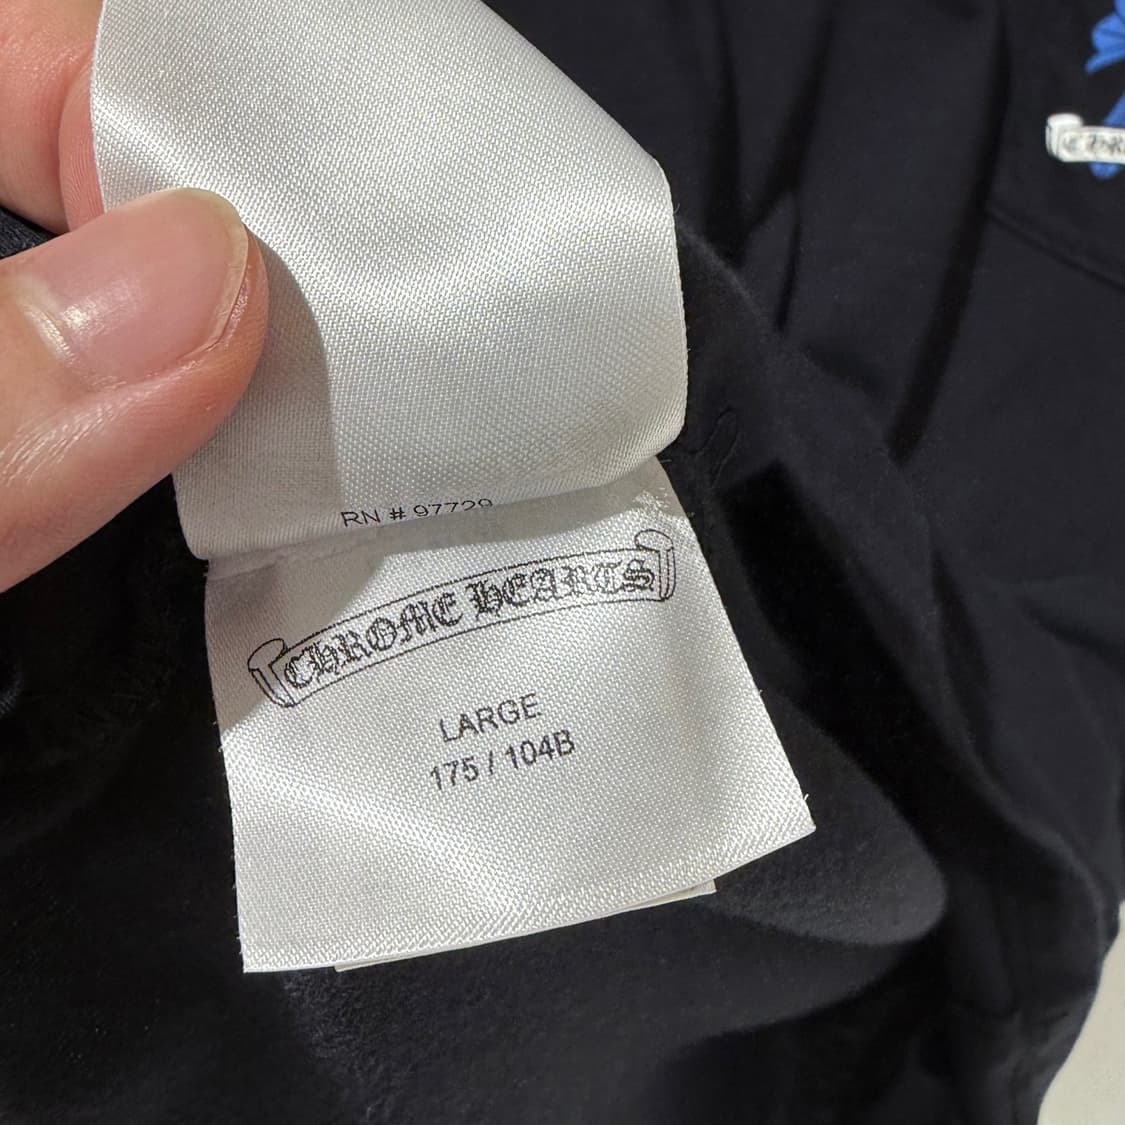 RN # 97729
CHROME HEARTS
LARGE
175 / 104B